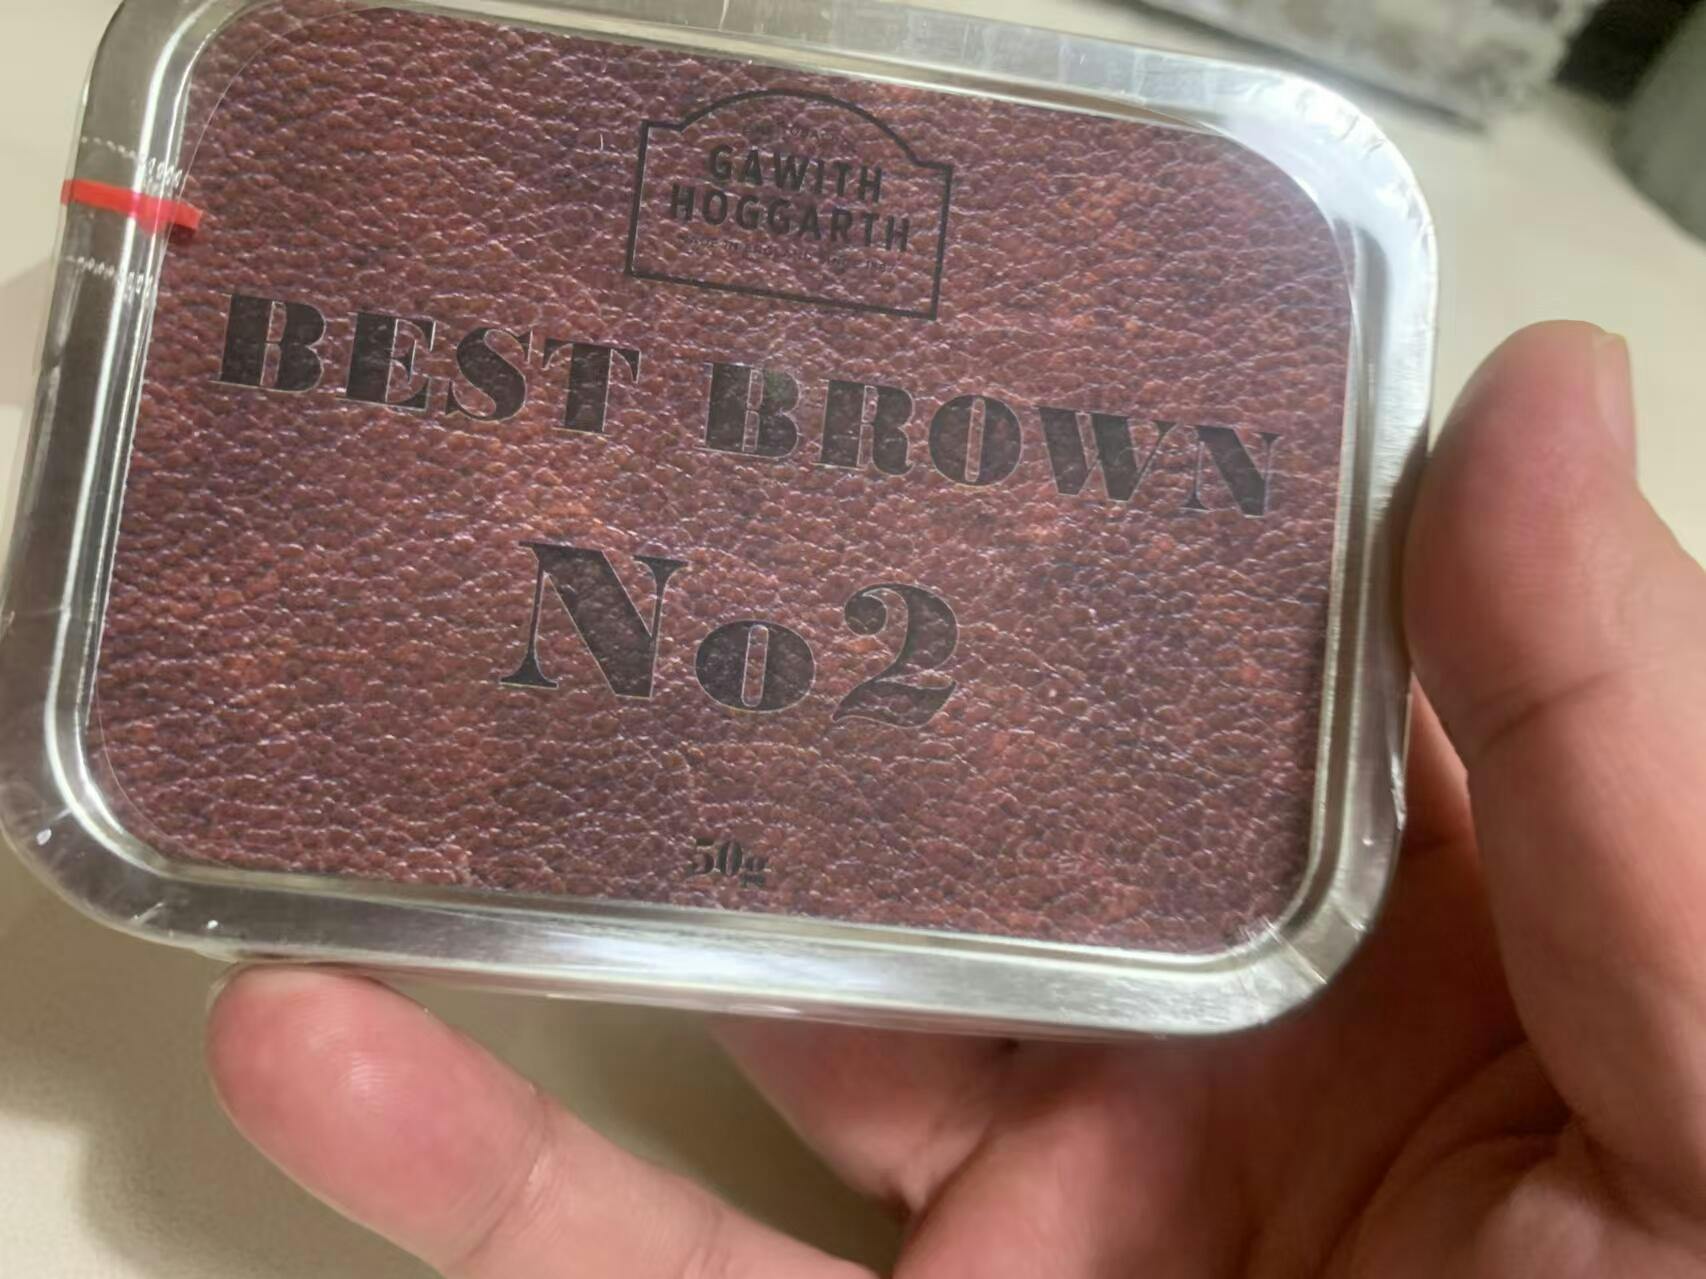 GAWITH
HOGGARTH
BEST BROWN
No2
50g